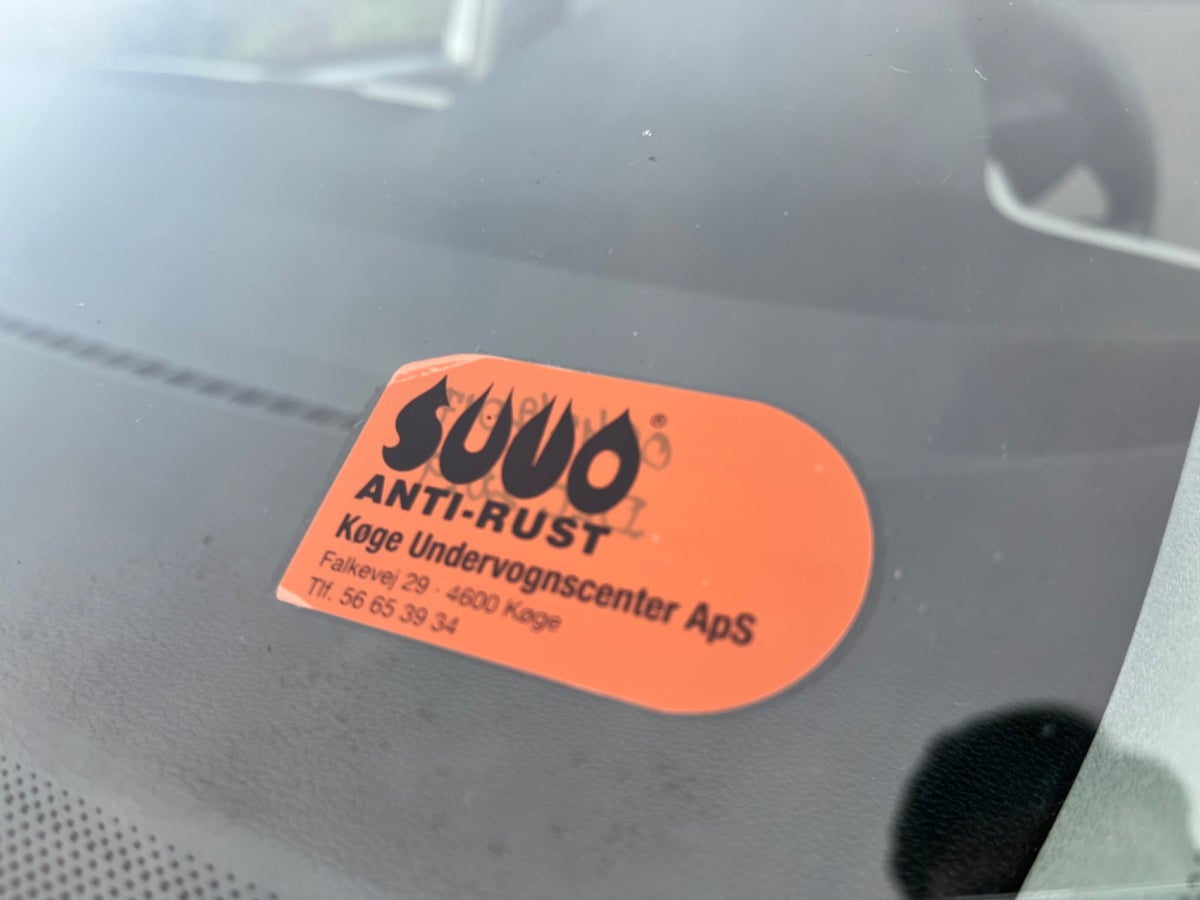 SUVO®
ANTI-RUST
Køge Undervognscenter ApS
Falkevej 29 · 4600 Køge
Tlf. 56 65 39 34